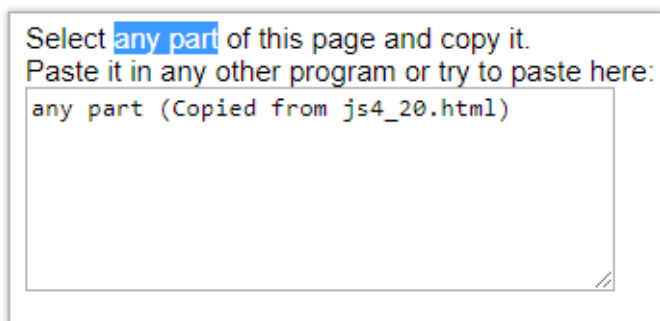 Select any part of this page and copy it.
Paste it in any other program or try to paste here:
any part (Copied from js4_20.html)